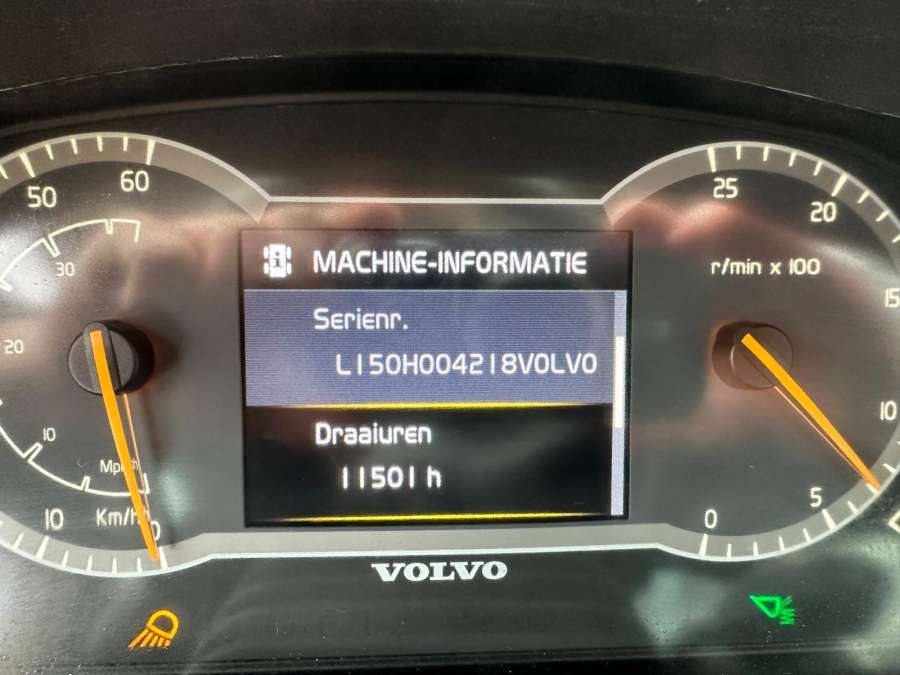 60
50
30
20
10
Mph
10
Km/h
0
MACHINE-INFORMATIE
Serienr.
L150H004218VOLVO
Draaiuren
11501 h
25
20
r/min x 100
15
10
5
0
VOLVO